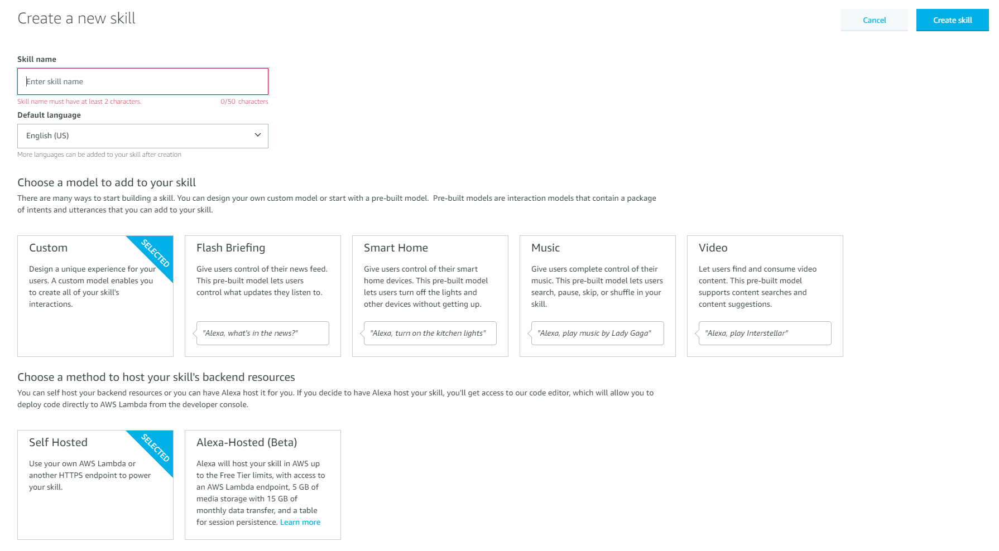 Create a new skill
Cancel
Create skill
Skill name
Enter skill name
Skill name must have at least 2 characters.
0/50 characters
Default language
English (US)
More languages can be added to your skill after creation
Choose a model to add to your skill
There are many ways to start building a skill. You can design your own custom model or start with a pre-built model. Pre-built models are interaction models that contain a package
of intents and utterances that you can add to your skill.
Custom
SELECTED
Design a unique experience for your
users. A custom model enables you
to create all of your skill's
interactions.
Flash Briefing
Give users control of their news feed.
This pre-built model lets users
control what updates they listen to.
"Alexa, what's in the news?"
Smart Home
Give users control of their smart
home devices. This pre-built model
lets users turn off the lights and
other devices without getting up.
"Alexa, turn on the kitchen lights"
Music
Give users complete control of their
music. This pre-built model lets users
search, pause, skip, or shuffle in your
skill.
"Alexa, play music by Lady Gaga"
Video
Let users find and consume video
content. This pre-built model
supports content searches and
content suggestions.
"Alexa, play Interstellar"
Choose a method to host your skill's backend resources
You can self host your backend resources or you can have Alexa host it for you. If you decide to have Alexa host your skill, you'll get access to our code editor, which will allow you to
deploy code directly to AWS Lambda from the developer console.
Self Hosted
SELECTED
Use your own AWS Lambda or
another HTTPS endpoint to power
your skill.
Alexa-Hosted (Beta)
Alexa will host your skill in AWS up
to the Free Tier limits, with access to
an AWS Lambda endpoint, 5 GB of
media storage with 15 GB of
monthly data transfer, and a table
for session persistence. Learn more